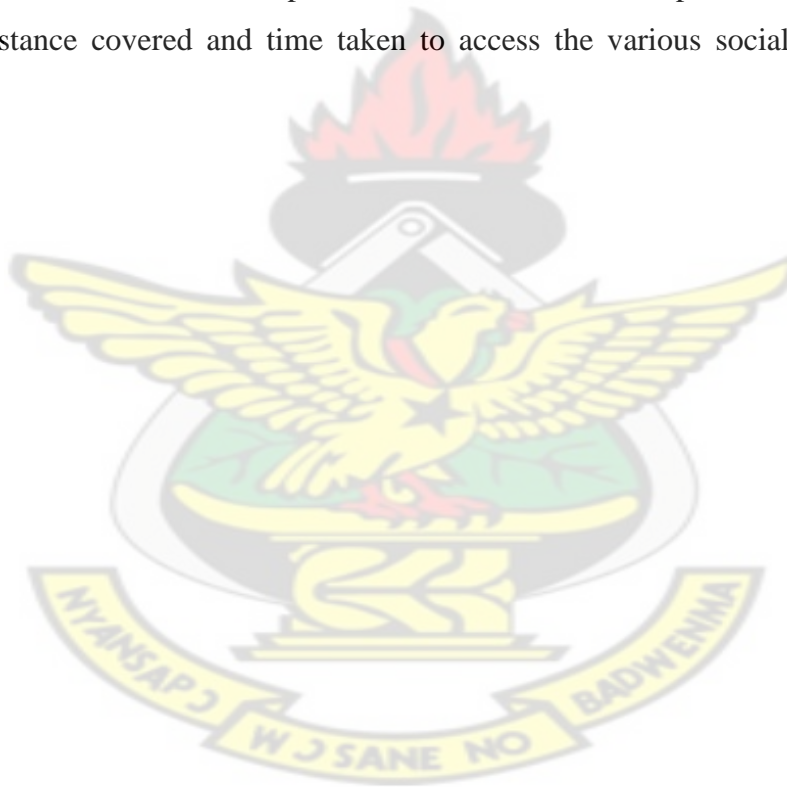 stance covered and time taken to access the various social
NYANSAPƆ
WƆSANE NO
BADWENMA